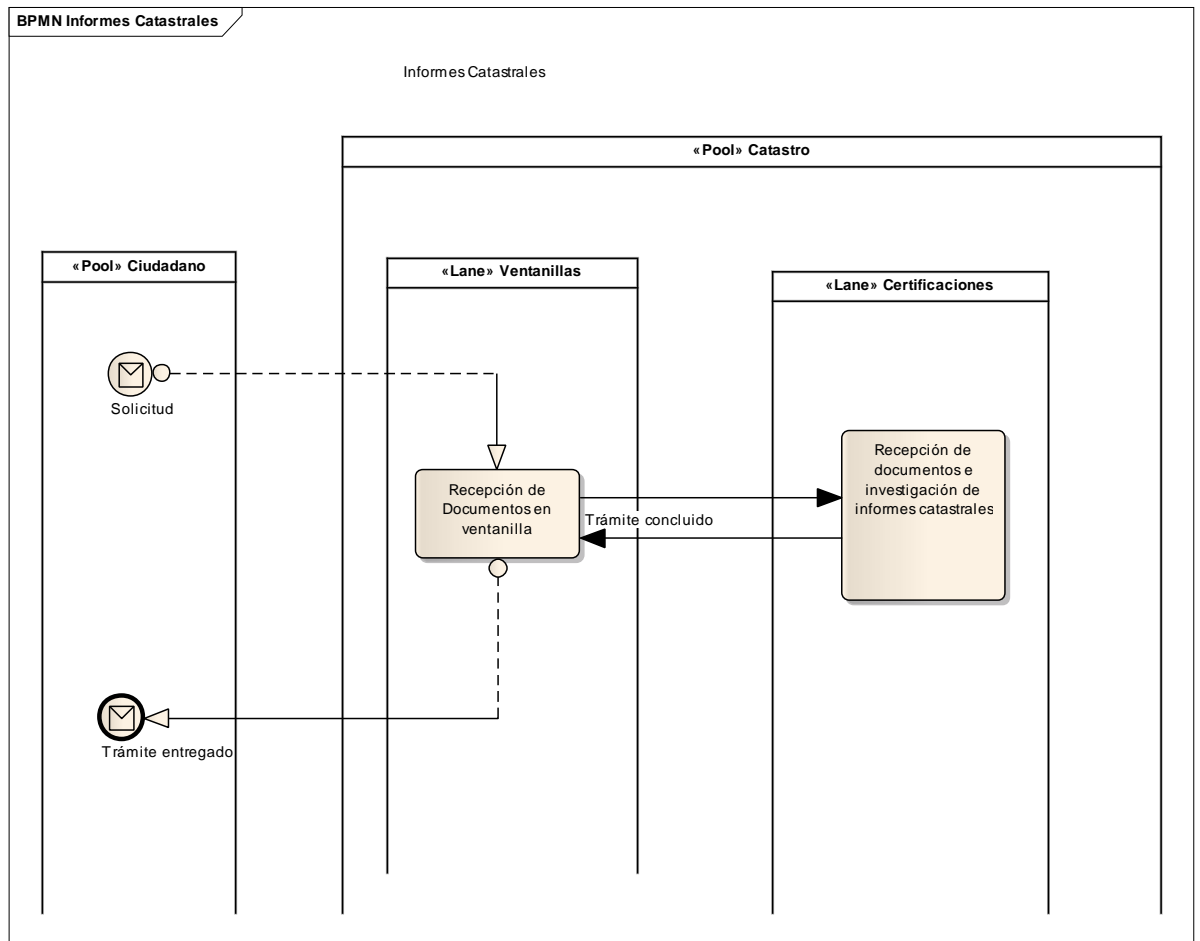 BPMN Informes Catastrales
Informes Catastrales
«Pool» Catastro
«Pool» Ciudadano
«Lane» Ventanillas
«Lane» Certificaciones
Solicitud
Recepción de
Documentos en
ventanilla
Trámite concluido
Recepción de
documentos e
investigación de
informes catastrales
Trámite entregado